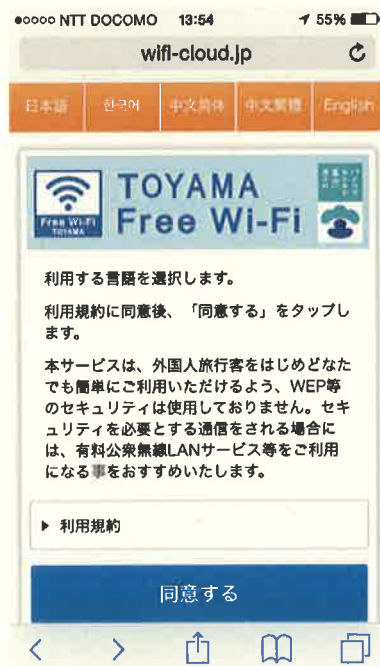 ●○○○○ NTT DOCOMO 13:54 55%
wifi-cloud.jp
日本語 한국어 中文简体 中文繁體 English
TOYAMA
Free Wi-Fi
Free Wi-Fi
TOYAMA
利用する言語を選択します。
利用規約に同意後、「同意する」をタップし
ます。
本サービスは、外国人旅行客をはじめどなた
でも簡単にご利用いただけるよう、WEP等
のセキュリティは使用しておりません。セキ
ュリティを必要とする通信をされる場合に
は、有料公衆無線LANサービス等をご利用
になる事をおすすめいたします。
▶ 利用規約
同意する